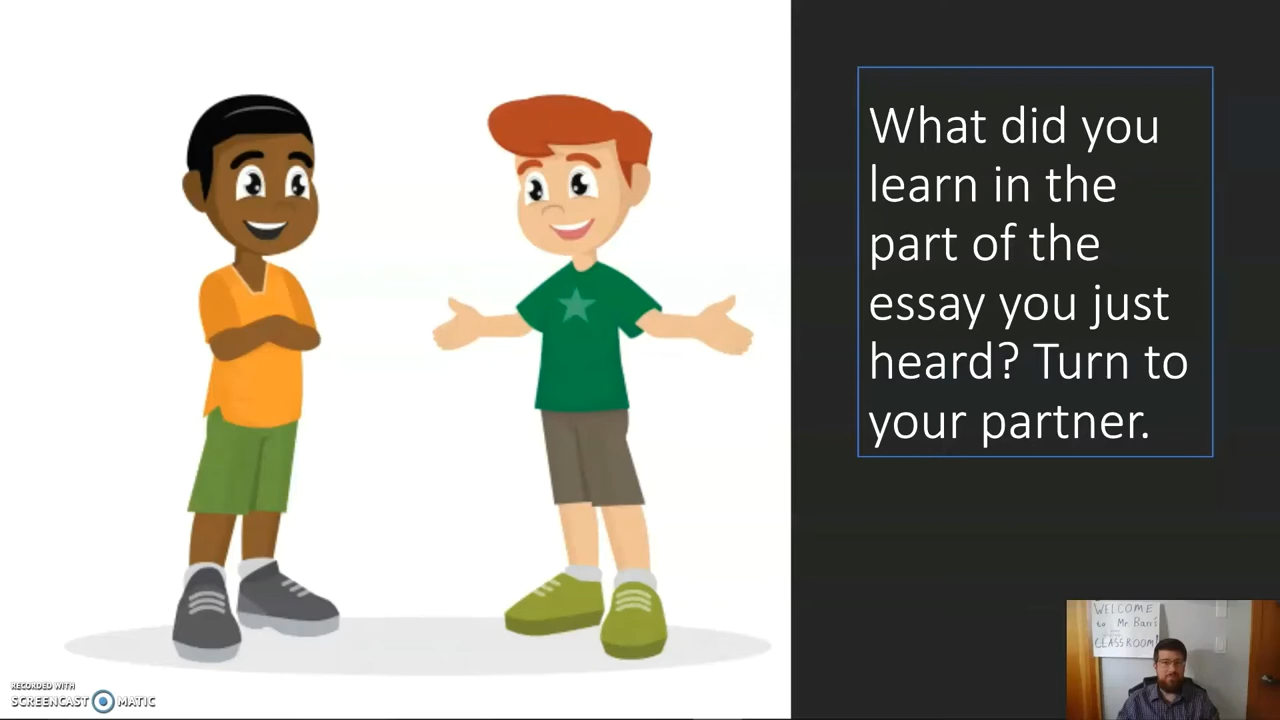 What did you
learn in the
part of the
essay you just
heard? Turn to
your partner.
WELCOME
to Mr Barr's
CLASSROOM!
RECORDED WITH
SCREENCAST MATIC